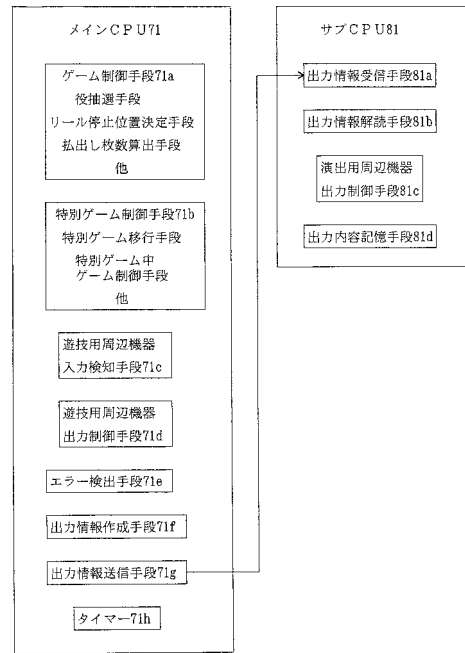 メインCPU71
ゲーム制御手段71a
役抽選手段
リール停止位置決定手段
払出し枚数算出手段
他
特別ゲーム制御手段71b
特別ゲーム移行手段
特別ゲーム中
ゲーム制御手段
他
遊技用周辺機器
入力検知手段71c
遊技用周辺機器
出力制御手段71d
エラー検出手段71e
出力情報作成手段71f
出力情報送信手段71g
タイマー71h
サブCPU81
出力情報受信手段81a
出力情報解読手段81b
演出用周辺機器
出力制御手段81c
出力内容記憶手段81d